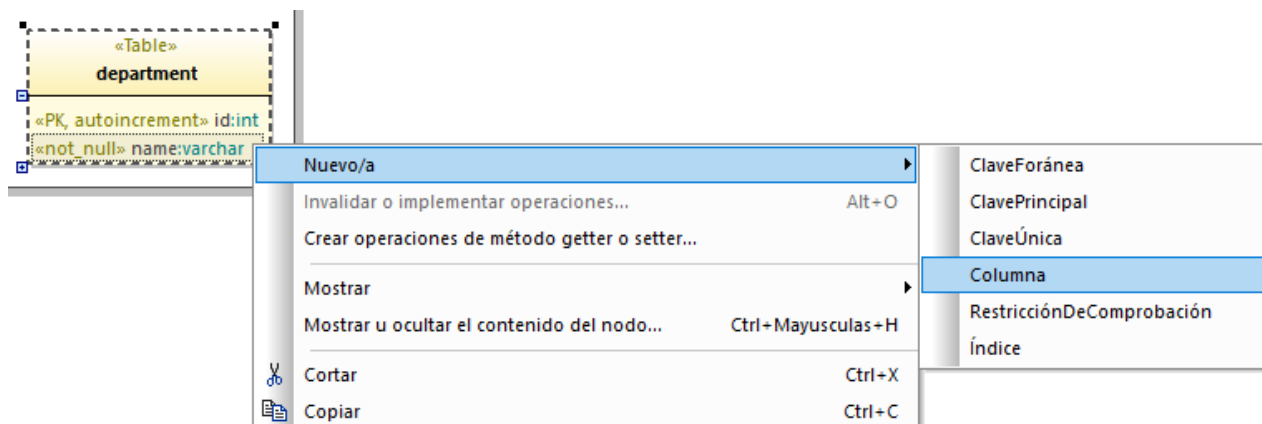 «Table»
department
«PK, autoincrement» id:int
«not_null» name:varchar
Nuevo/a
Invalidar o implementar operaciones... Alt+O
Crear operaciones de método getter o setter...
Mostrar
Mostrar u ocultar el contenido del nodo... Ctrl+Mayusculas+H
Cortar Ctrl+X
Copiar Ctrl+C
ClaveForánea
ClavePrincipal
ClaveÚnica
Columna
RestricciónDeComprobación
Índice